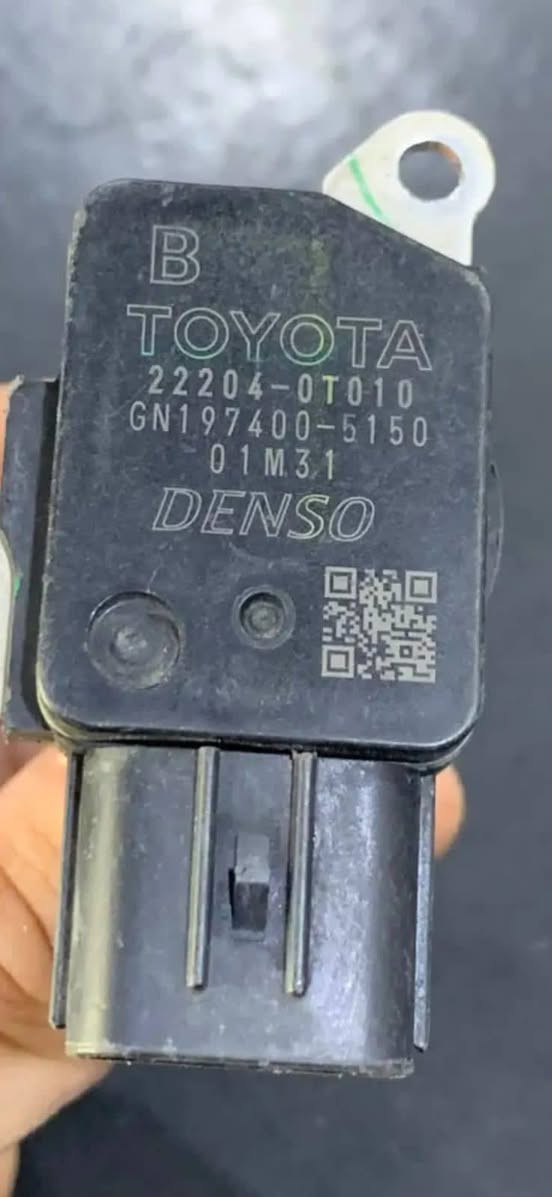 B
TOYOTA
22204-0T010
GN197400-5150
01M31
DENSO